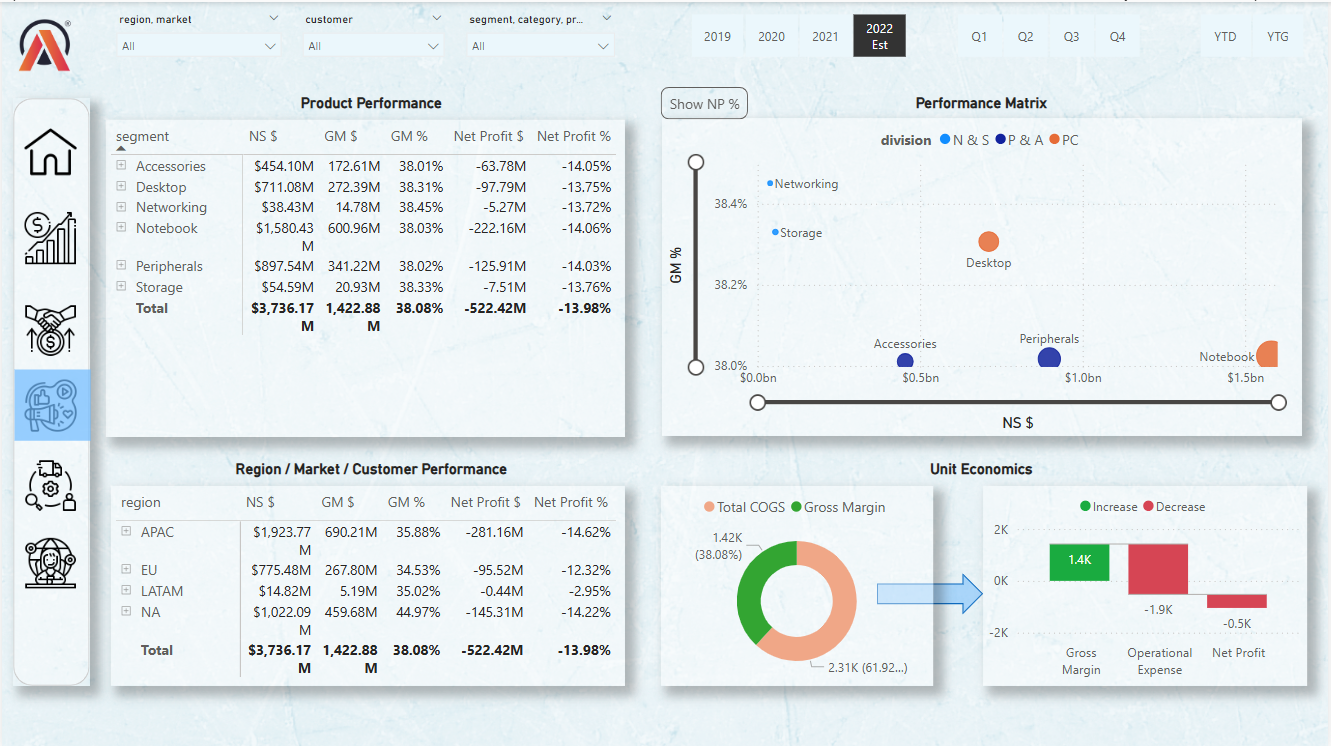 region, market
customer
segment, category, pr...
All
All
All
2019
2020
2021
2022
Est
Q1
Q2
Q3
Q4
YTD
YTG
Product Performance
segment NS $ GM $ GM % Net Profit $ Net Profit %
Accessories $454.10M 172.61M 38.01% -63.78M -14.05%
Desktop $711.08M 272.39M 38.31% -97.79M -13.75%
Networking $38.43M 14.78M 38.45% -5.27M -13.72%
Notebook $1,580.43 600.96M 38.03% -222.16M -14.06%
M
Peripherals $897.54M 341.22M 38.02% -125.91M -14.03%
Storage $54.59M 20.93M 38.33% -7.51M -13.76%
Total $3,736.17 1,422.88 38.08% -522.42M -13.98%
M M
Show NP %
Performance Matrix
division N & S P & A PC
GM %
38.4%
38.2%
38.0%
Networking
Storage
Desktop
Accessories
Peripherals
Notebook
$0.0bn $0.5bn $1.0bn $1.5bn
NS $
Region / Market / Customer Performance
region NS $ GM $ GM % Net Profit $ Net Profit %
APAC $1,923.77 690.21M 35.88% -281.16M -14.62%
M
EU $775.48M 267.80M 34.53% -95.52M -12.32%
LATAM $14.82M 5.19M 35.02% -0.44M -2.95%
NA $1,022.09 459.68M 44.97% -145.31M -14.22%
M
Total $3,736.17 1,422.88 38.08% -522.42M -13.98%
M M
Unit Economics
Total COGS Gross Margin
1.42K
(38.08%)
2.31K (61.92...)
Increase Decrease
2K
0K
-2K
1.4K
-1.9K
-0.5K
Gross
Margin
Operational
Expense
Net Profit